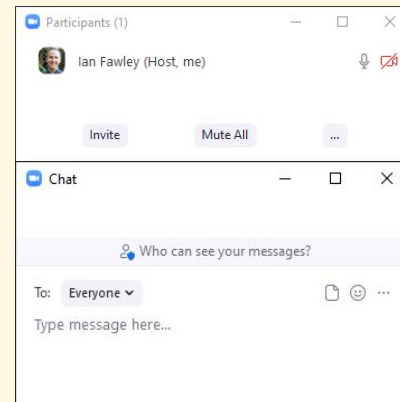 Participants (1)
Ian Fawley (Host, me)
Invite Mute All ...
Chat
Who can see your messages?
To: Everyone
Type message here...